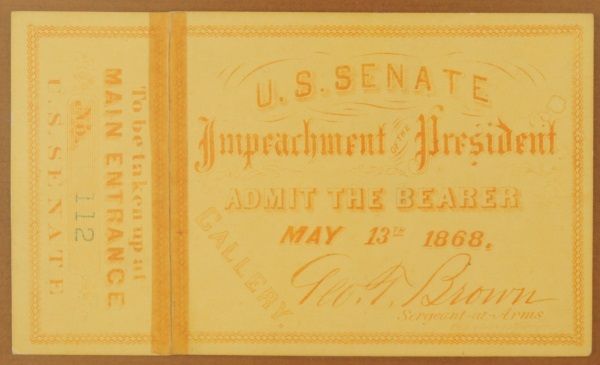 To be taken up at
MAIN ENTRANCE
No. 112
U.S. SENATE
U.S. SENATE
Impeachment OF THE President
ADMIT THE BEARER
MAY 13TH 1868.
GALLERY.
Geo. T. Brown
Sergeant-at-Arms